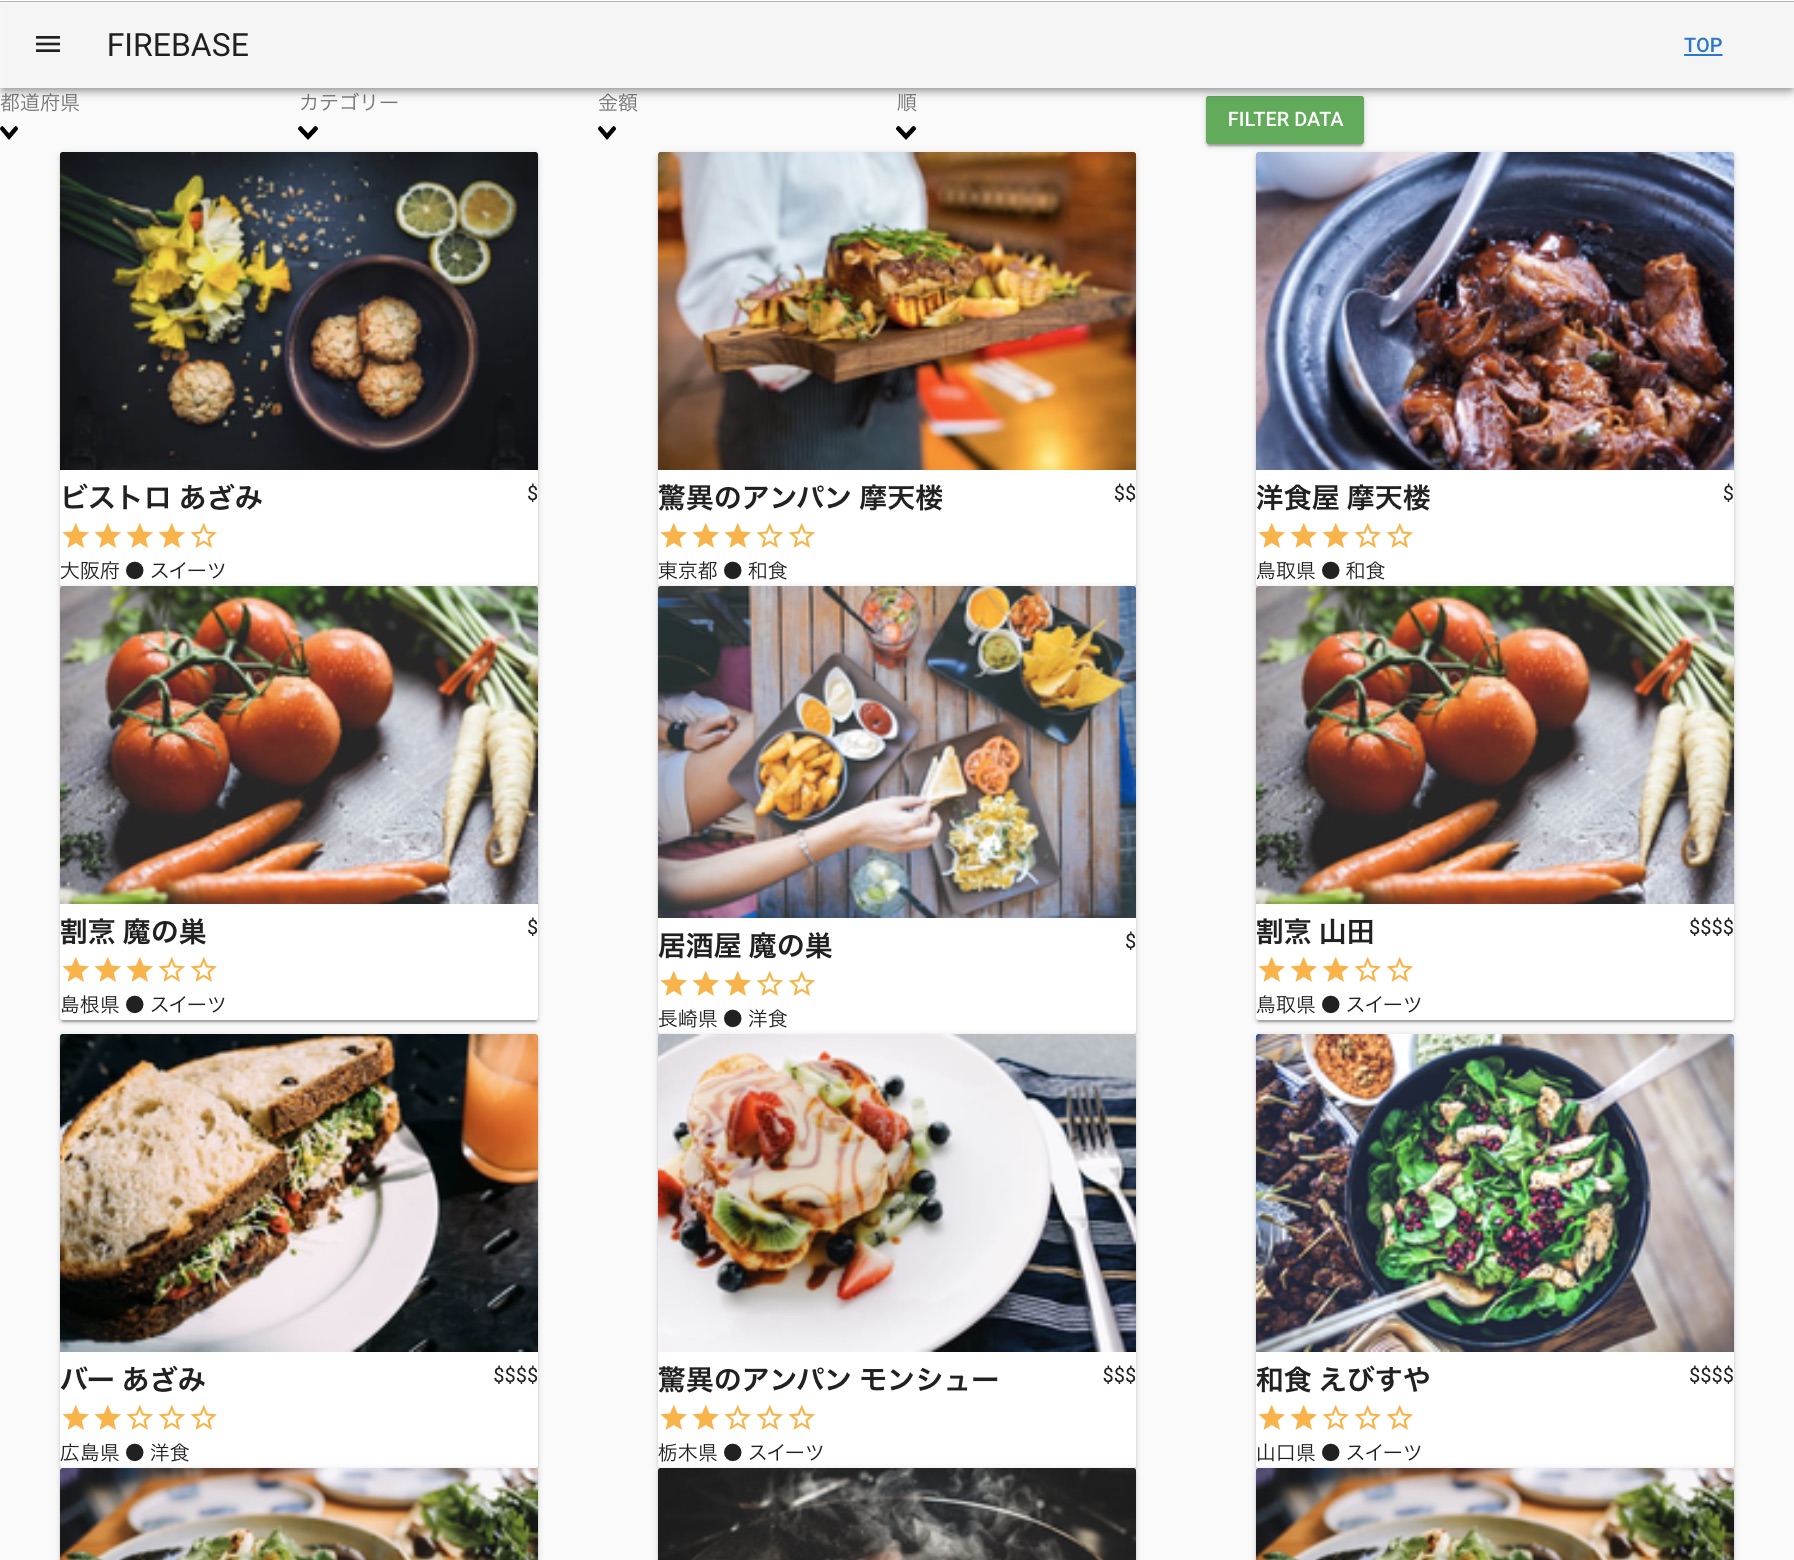 FIREBASE
TOP
都道府県
カテゴリー
金額
順
FILTER DATA
ビストロ あざみ
$
大阪府 ● スイーツ
驚異のアンパン 摩天楼
$$
東京都 ● 和食
洋食屋 摩天楼
$
鳥取県 ● 和食
割烹 魔の巣
$
島根県 ● スイーツ
居酒屋 魔の巣
$
長崎県 ● 洋食
割烹 山田
$$$$
鳥取県 ● スイーツ
バー あざみ
$$$$
広島県 ● 洋食
驚異のアンパン モンシュー
$$$
栃木県 ● スイーツ
和食 えびすや
$$$$
山口県 ● スイーツ